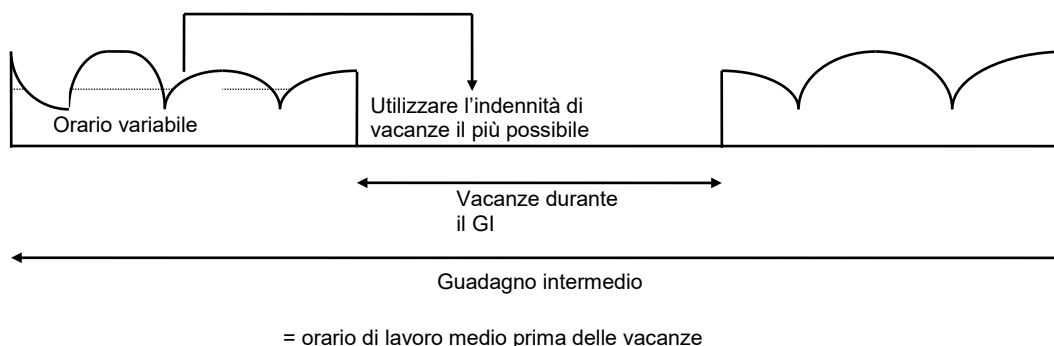 Orario variabile
Utilizzare l’indennità di
vacanze il più possibile
Vacanze durante
il GI
Guadagno intermedio
= orario di lavoro medio prima delle vacanze